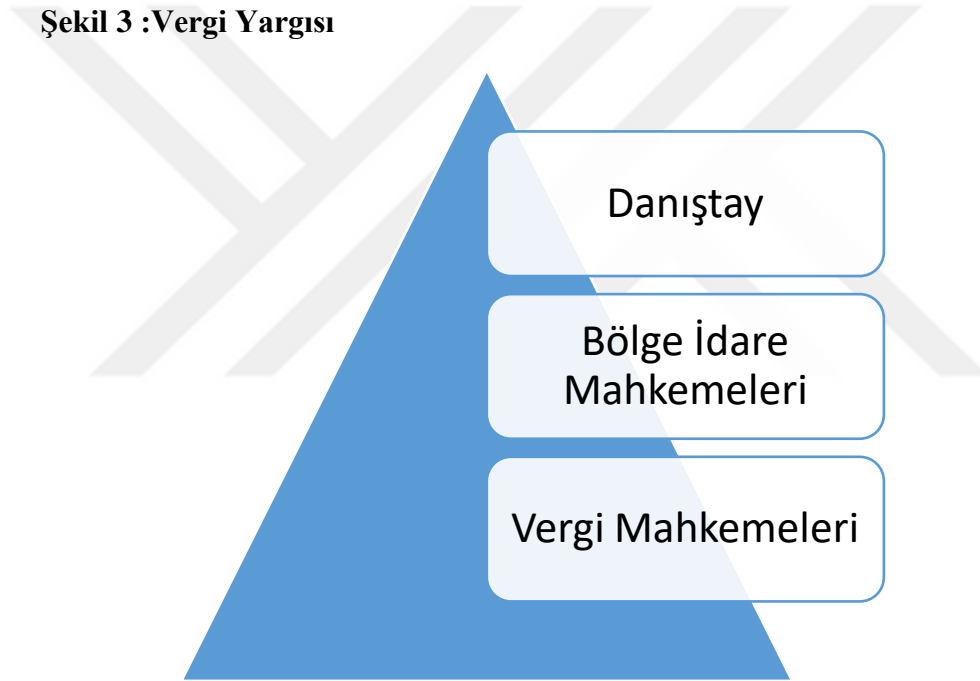 Şekil 3 :Vergi Yargısı
Danıştay
Bölge İdare
Mahkemeleri
Vergi Mahkemeleri